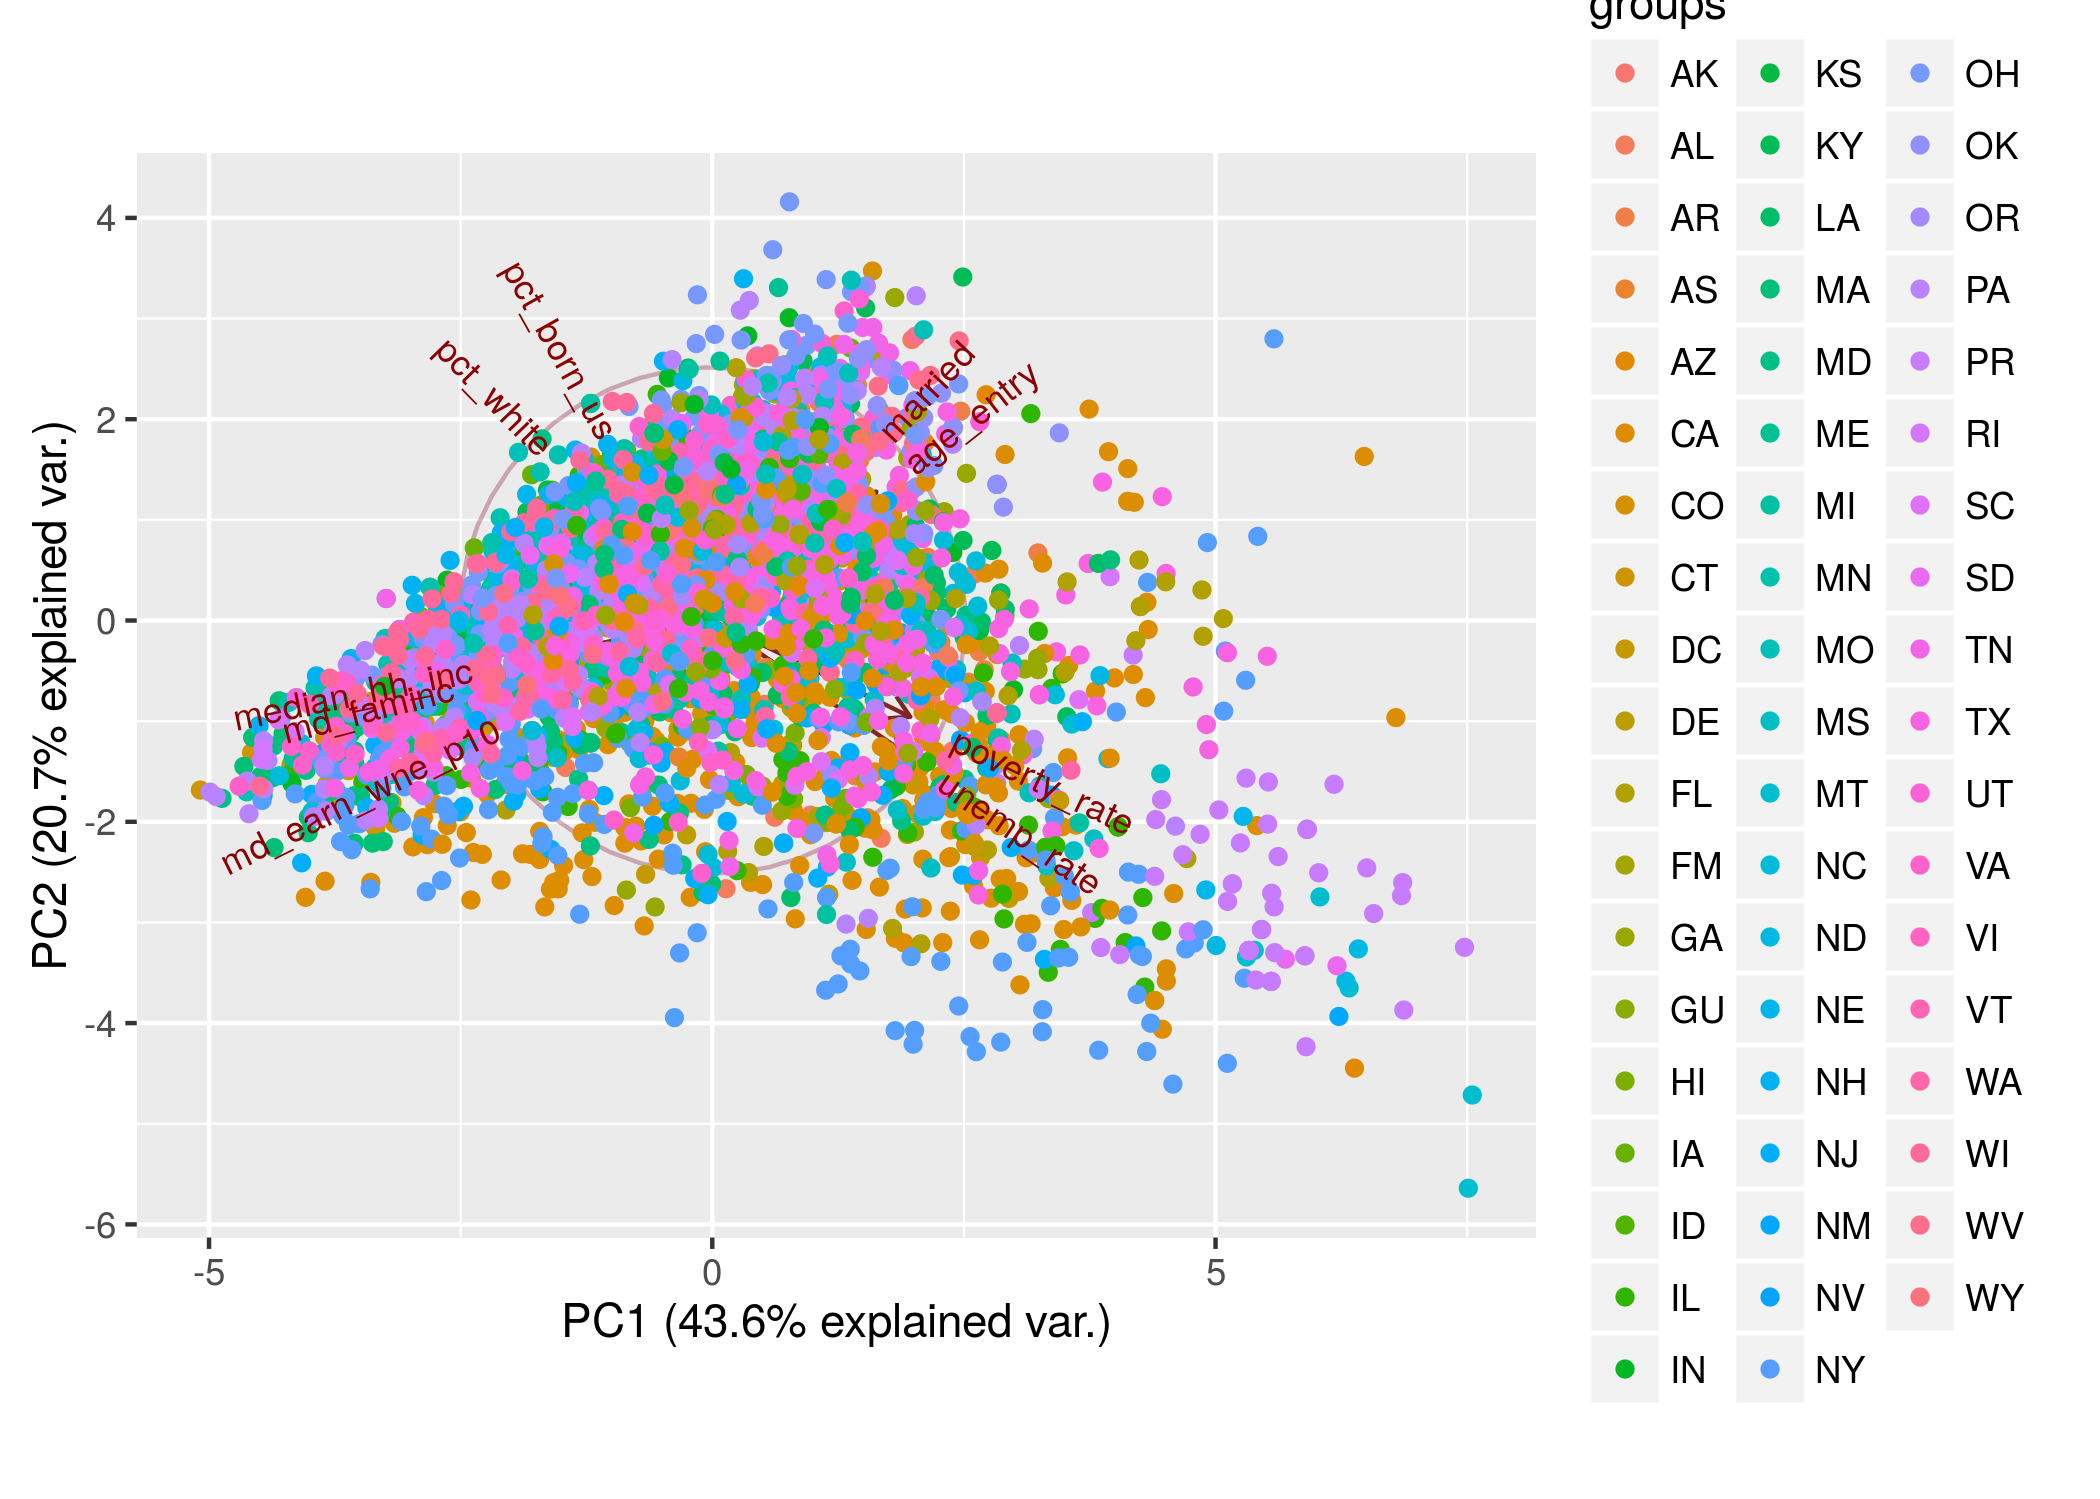 groups
AK KS OH
AL KY OK
AR LA OR
AS MA PA
AZ MD PR
CA ME RI
CO MI SC
CT MN SD
DC MO TN
DE MS TX
FL MT UT
FM NC VA
GA ND VI
GU NE VT
HI NH WA
IA NJ WI
ID NM WV
IL NV WY
IN NY
4
2
0
-2
-4
-6
-5
0
5
PC1 (43.6% explained var.)
PC2 (20.7% explained var.)
pct_born_us
pct_white
married
age_entry
median_hh_inc
md_faminc
md_earn_wne_p10
poverty_rate
unemp_rate